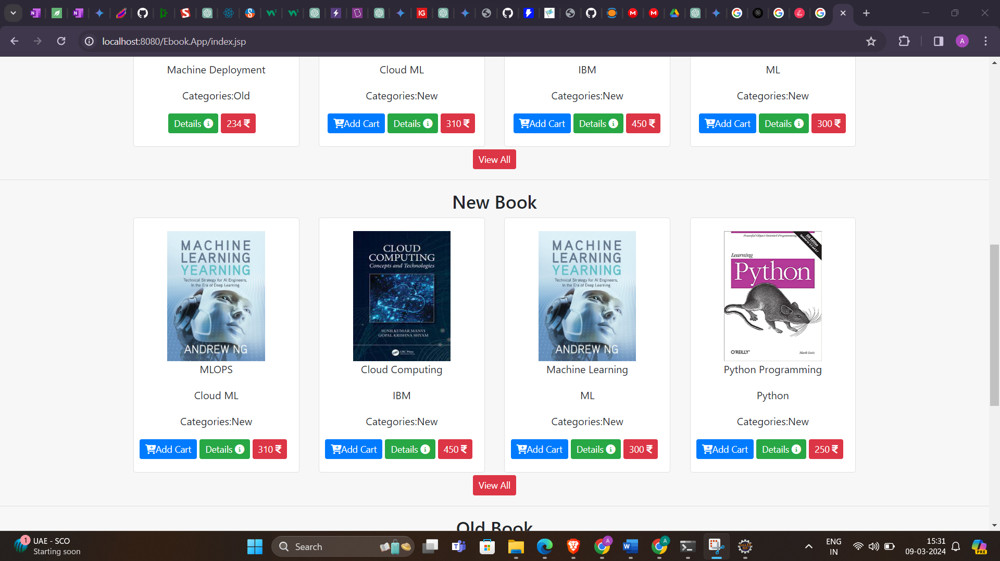 localhost:8080/Ebook.App/index.jsp
A
Machine Deployment
Cloud ML
IBM
ML
Categories:Old
Categories:New
Categories:New
Categories:New
Details
234 ₹
Add Cart
Details
310 ₹
Add Cart
Details
450 ₹
Add Cart
Details
300 ₹
View All
New Book
MACHINE
LEARNING
YEARNING
Technical Strategy for AI Engineers,
In the Era of Deep Learning
ANDREW NG
CLOUD
COMPUTING
Concepts and Technologies
SUNILKUMAR MANVI
GOPAL KRISHNA SHYAM
CRC Press
MACHINE
LEARNING
YEARNING
Technical Strategy for AI Engineers,
In the Era of Deep Learning
ANDREW NG
Powerful Object-Oriented Programming
5th Edition
Learning
Python
O'REILLY
Mark Lutz
MLOPS
Cloud Computing
Machine Learning
Python Programming
Cloud ML
IBM
ML
Python
Categories:New
Categories:New
Categories:New
Categories:New
Add Cart
Details
310 ₹
Add Cart
Details
450 ₹
Add Cart
Details
300 ₹
Add Cart
Details
250 ₹
View All
Old Book
1
UAE - SCO
Starting soon
Search
ENG
IN
15:31
09-03-2024
PRE